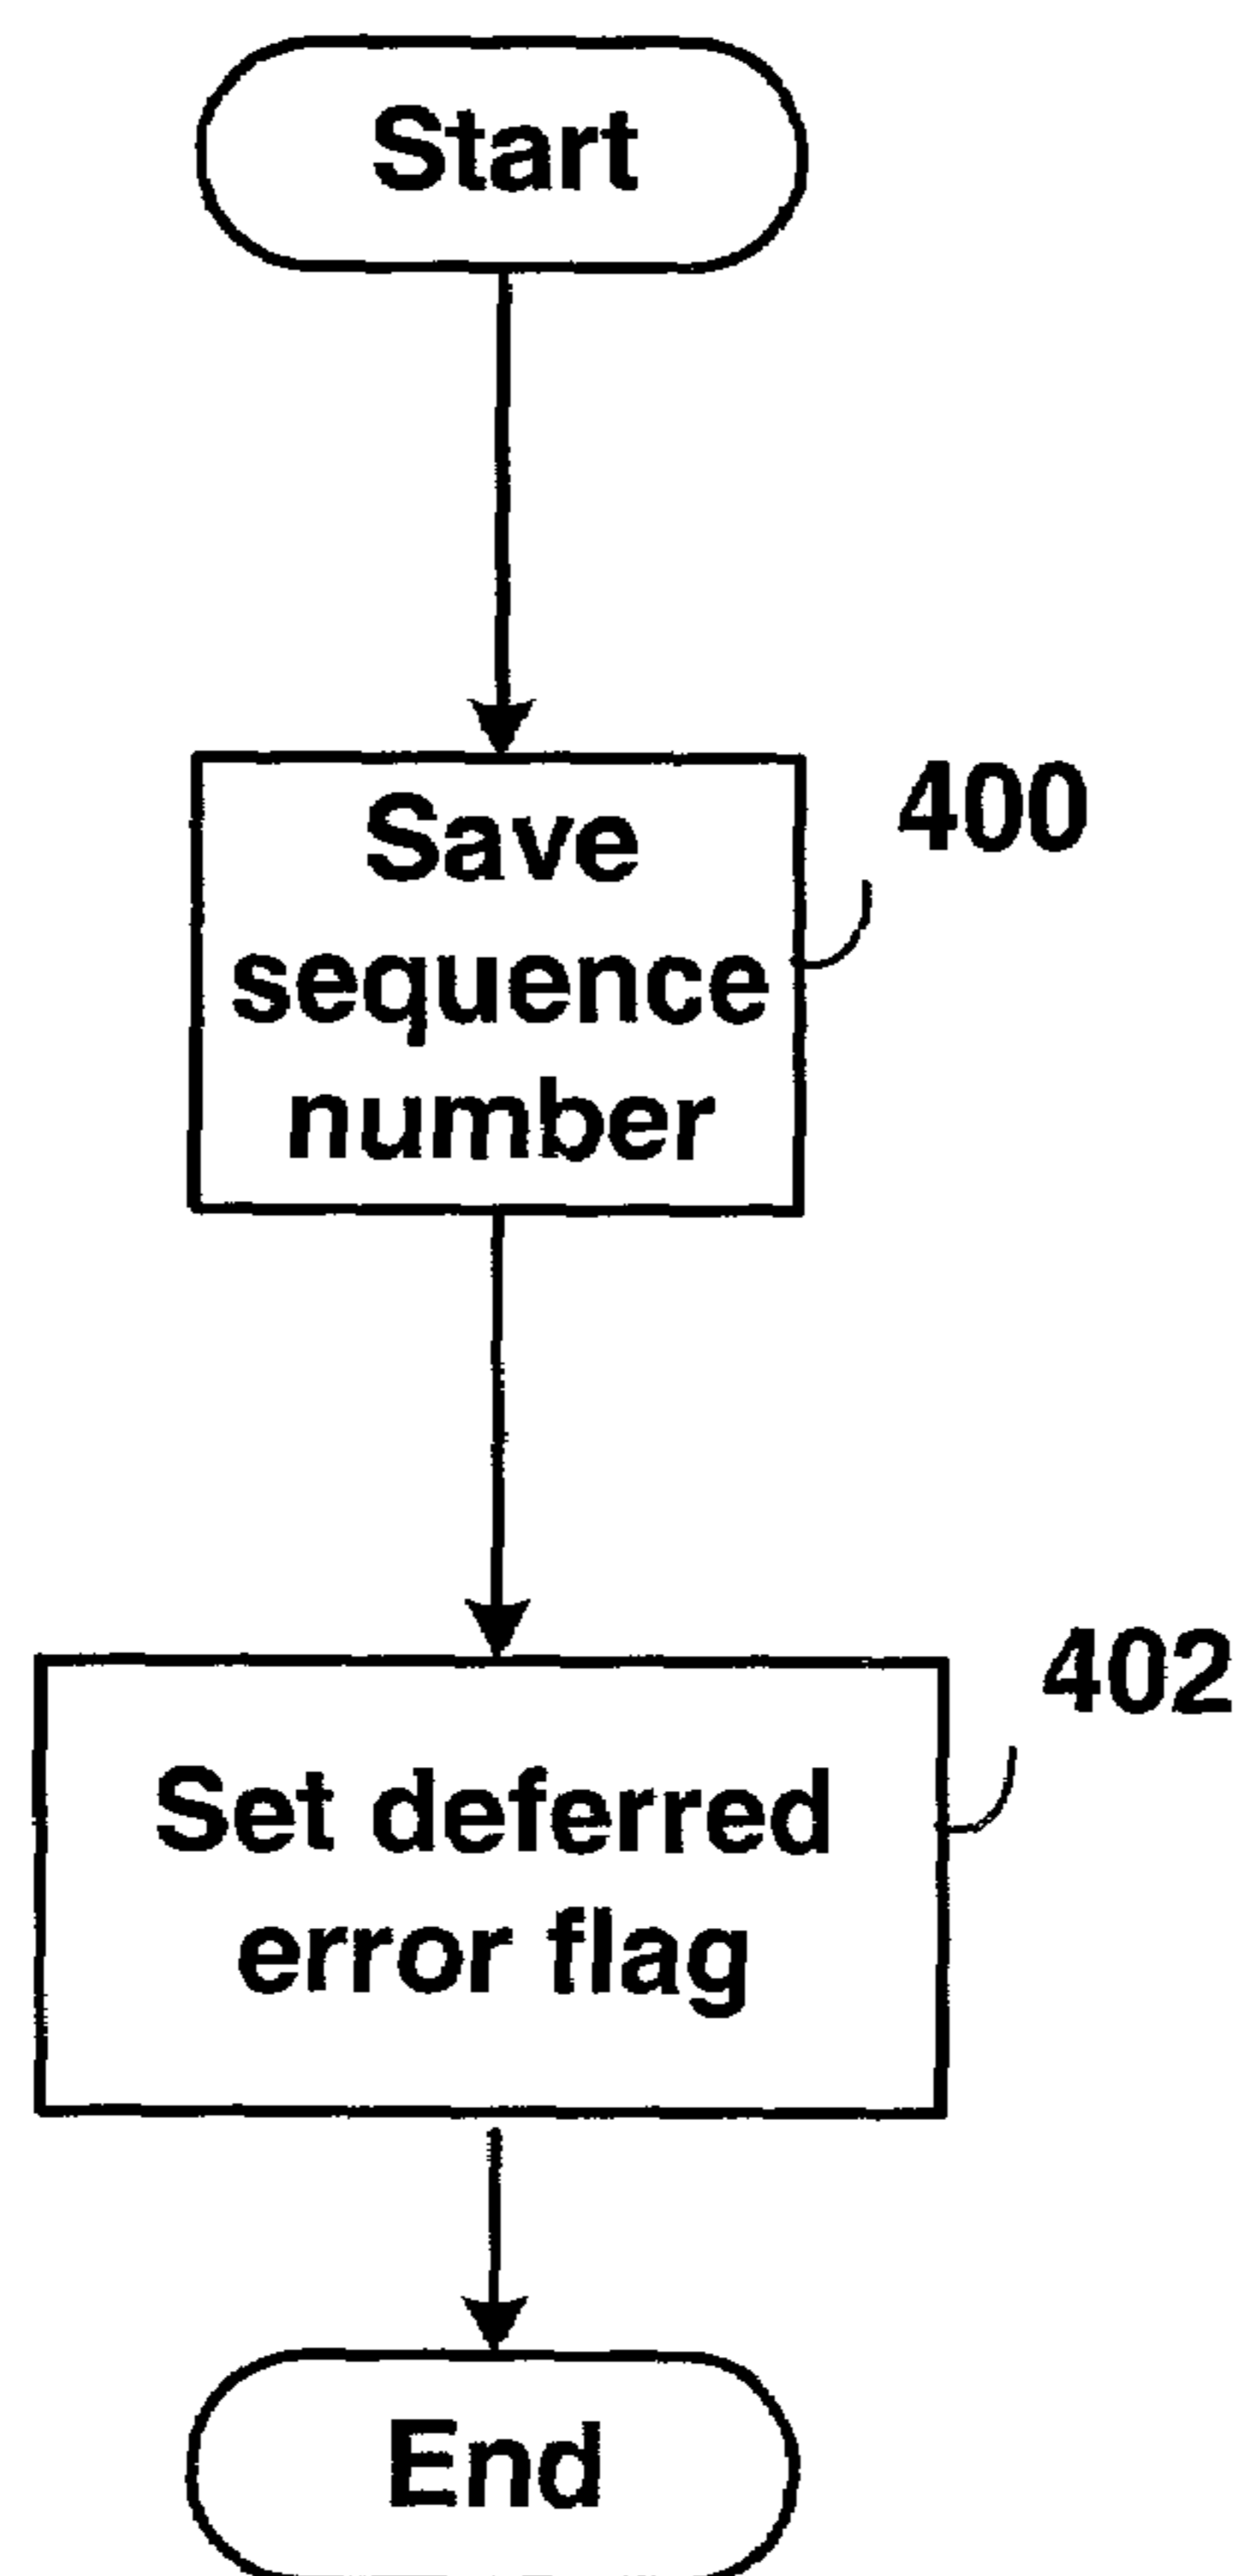 Start
Save
sequence
number
400
Set deferred
error flag
402
End